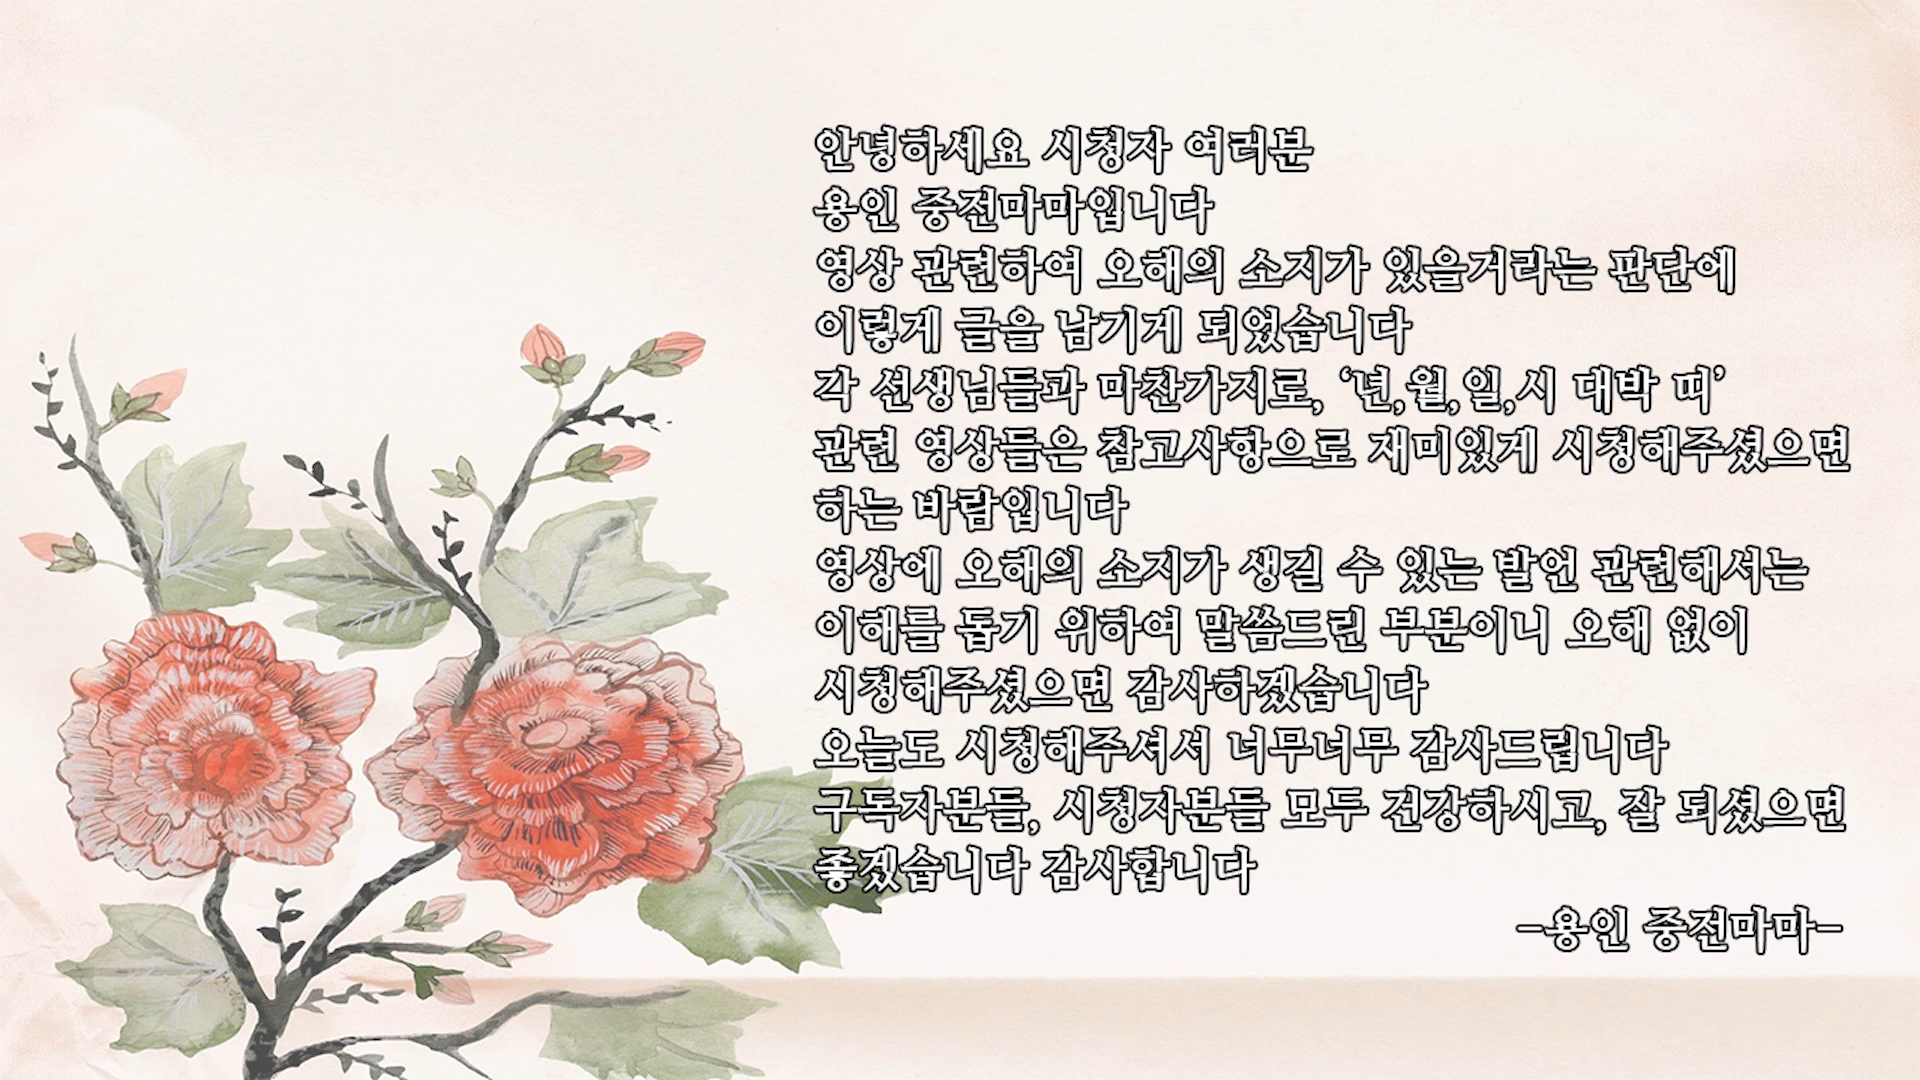 안녕하세요 시청자 여러분
용인 중전마마입니다
영상 관련하여 오해의 소지가 있을거라는 판단에
이렇게 글을 남기게 되었습니다
각 선생님들과 마찬가지로, ‘년,월,일,시 대박 띠’
관련 영상들은 참고사항으로 재미있게 시청해주셨으면
하는 바람입니다
영상에 오해의 소지가 생길 수 있는 발언 관련해서는
이해를 돕기 위하여 말씀드린 부분이니 오해 없이
시청해주셨으면 감사하겠습니다
오늘도 시청해주셔서 너무너무 감사드립니다
구독자분들, 시청자분들 모두 건강하시고, 잘 되셨으면
좋겠습니다 감사합니다
-용인 중전마마-